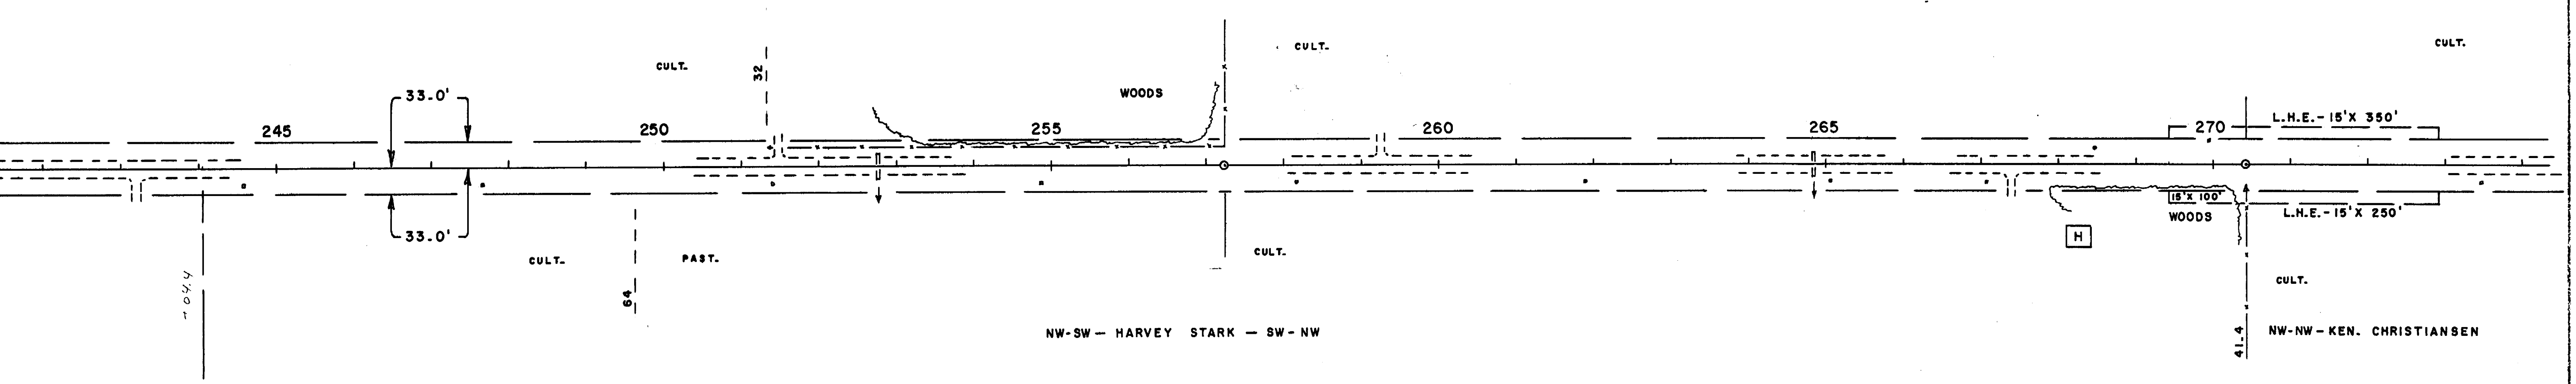 CULT.
CULT.
CULT.
32
WOODS
33.0'
L.H.E.-15'X 350'
245
250
255
260
265
270
15'X 100'
L.H.E.-15'X 250'
WOODS
33.0'
H
CULT.
PAST.
CULT.
CULT.
64
41.4
NW-SW — HARVEY STARK — SW-NW
NW-NW-KEN. CHRISTIANSEN